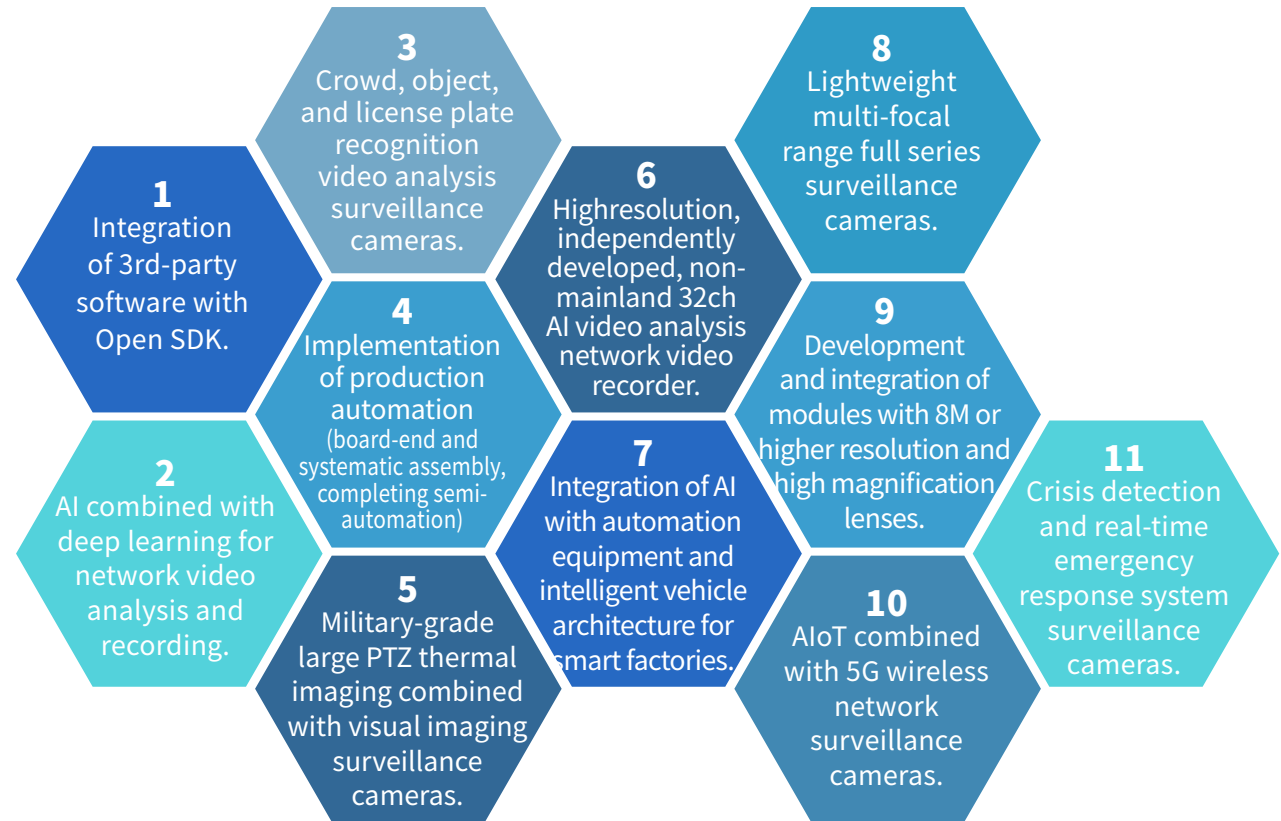 1
Integration
of 3rd-party
software with
Open SDK.
2
AI combined with
deep learning for
network video
analysis and
recording.
3
Crowd, object,
and license plate
recognition
video analysis
surveillance
cameras.
4
Implementation
of production
automation
(board-end and
systematic assembly,
completing semi-
automation)
5
Military-grade
large PTZ thermal
imaging combined
with visual imaging
surveillance
cameras.
6
Highresolution,
independently
developed, non-
mainland 32ch
AI video analysis
network video
recorder.
7
Integration of AI
with automation
equipment and
intelligent vehicle
architecture for
smart factories.
8
Lightweight
multi-focal
range full series
surveillance
cameras.
9
Development
and integration of
modules with 8M or
higher resolution and
high magnification
lenses.
10
AIoT combined
with 5G wireless
network
surveillance
cameras.
11
Crisis detection
and real-time
emergency
response system
surveillance
cameras.